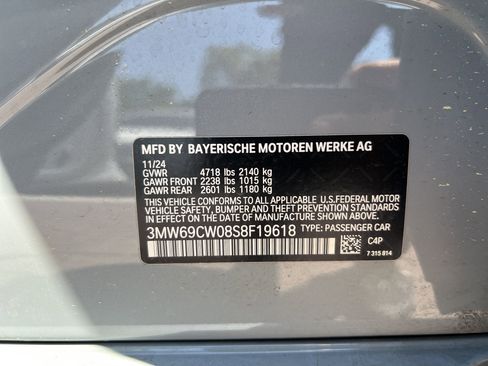 MFD BY BAYERISCHE MOTOREN WERKE AG
11/24
GVWR 4718 lbs 2140 kg
GAWR FRONT 2238 lbs 1015 kg
GAWR REAR 2601 lbs 1180 kg
THIS VEHICLE CONFORMS TO ALL APPLICABLE U.S.FEDERAL MOTOR
VEHICLE SAFETY, BUMPER AND THEFT PREVENTION STANDARDS
IN EFFECT ON THE DATE OF MANUFACTURE SHOWN ABOVE.
3MW69CW08S8F19618 TYPE: PASSENGER CAR
C4P
7 315 814